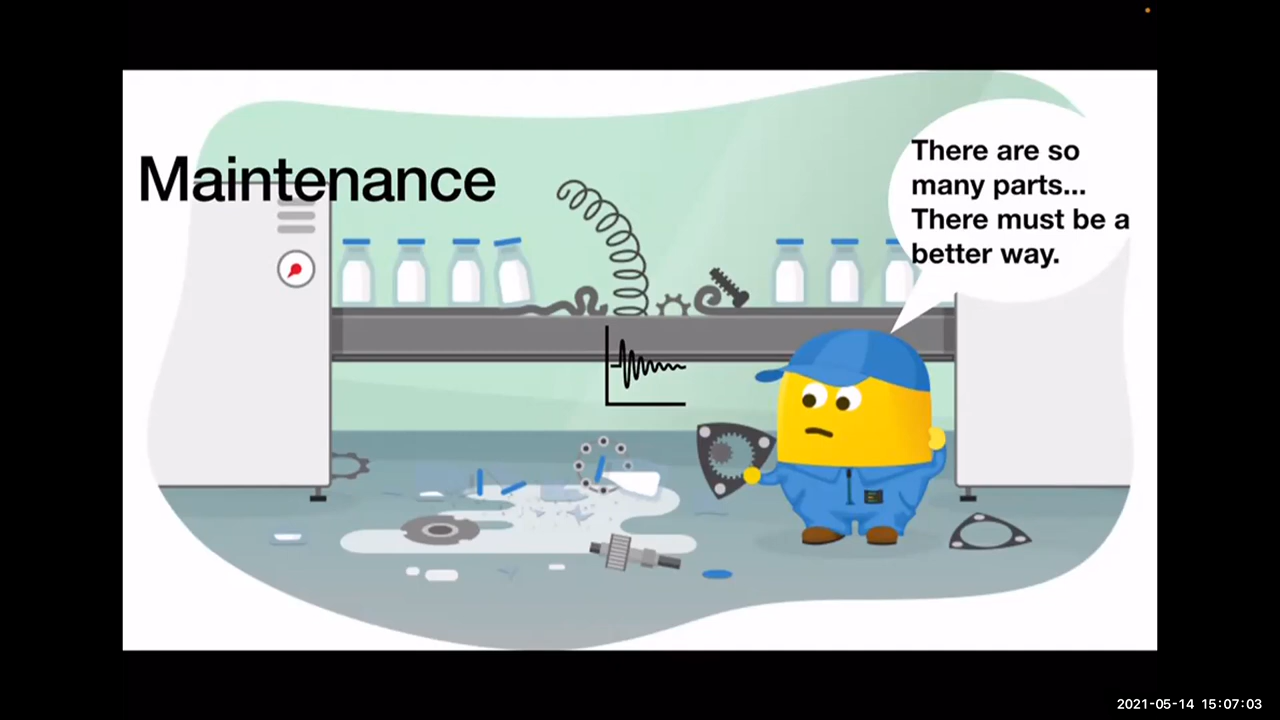 Maintenance
There are so
many parts...
There must be a
better way.
2021-05-14 15:07:03